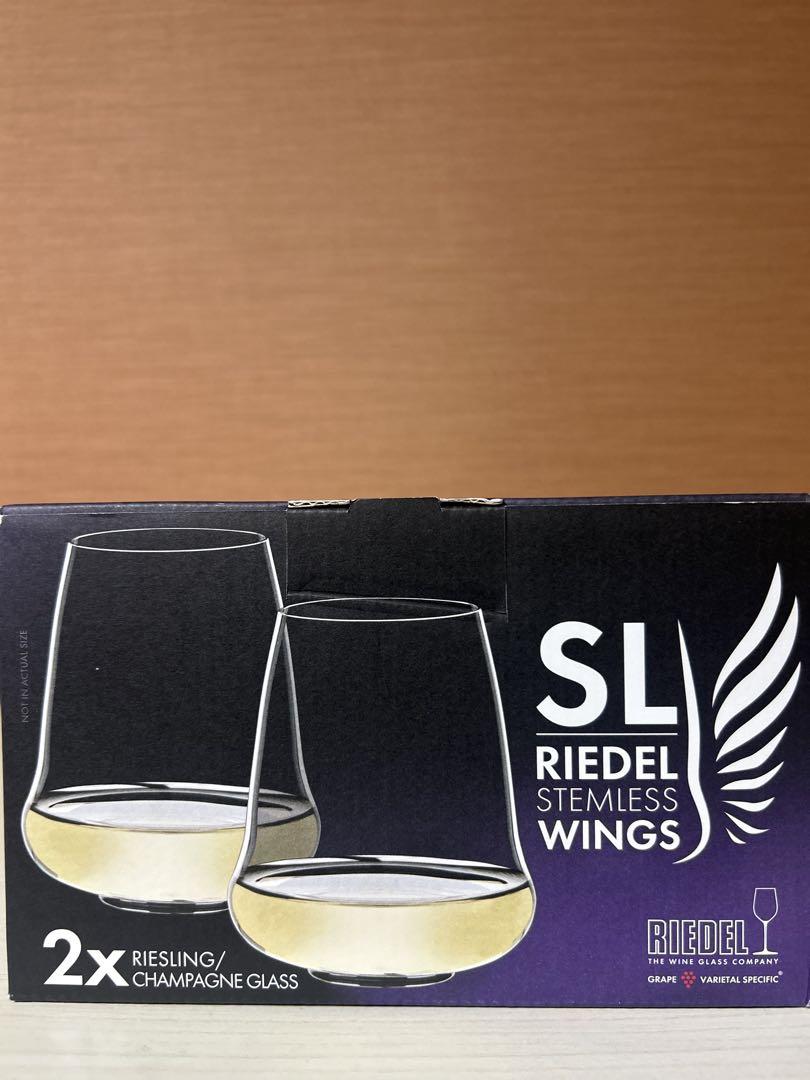 NOT IN ACTUAL SIZE
SL
RIEDEL
STEMLESS
WINGS
2x RIESLING/
CHAMPAGNE GLASS
RIEDEL
THE WINE GLASS COMPANY
GRAPE VARIETAL SPECIFIC®